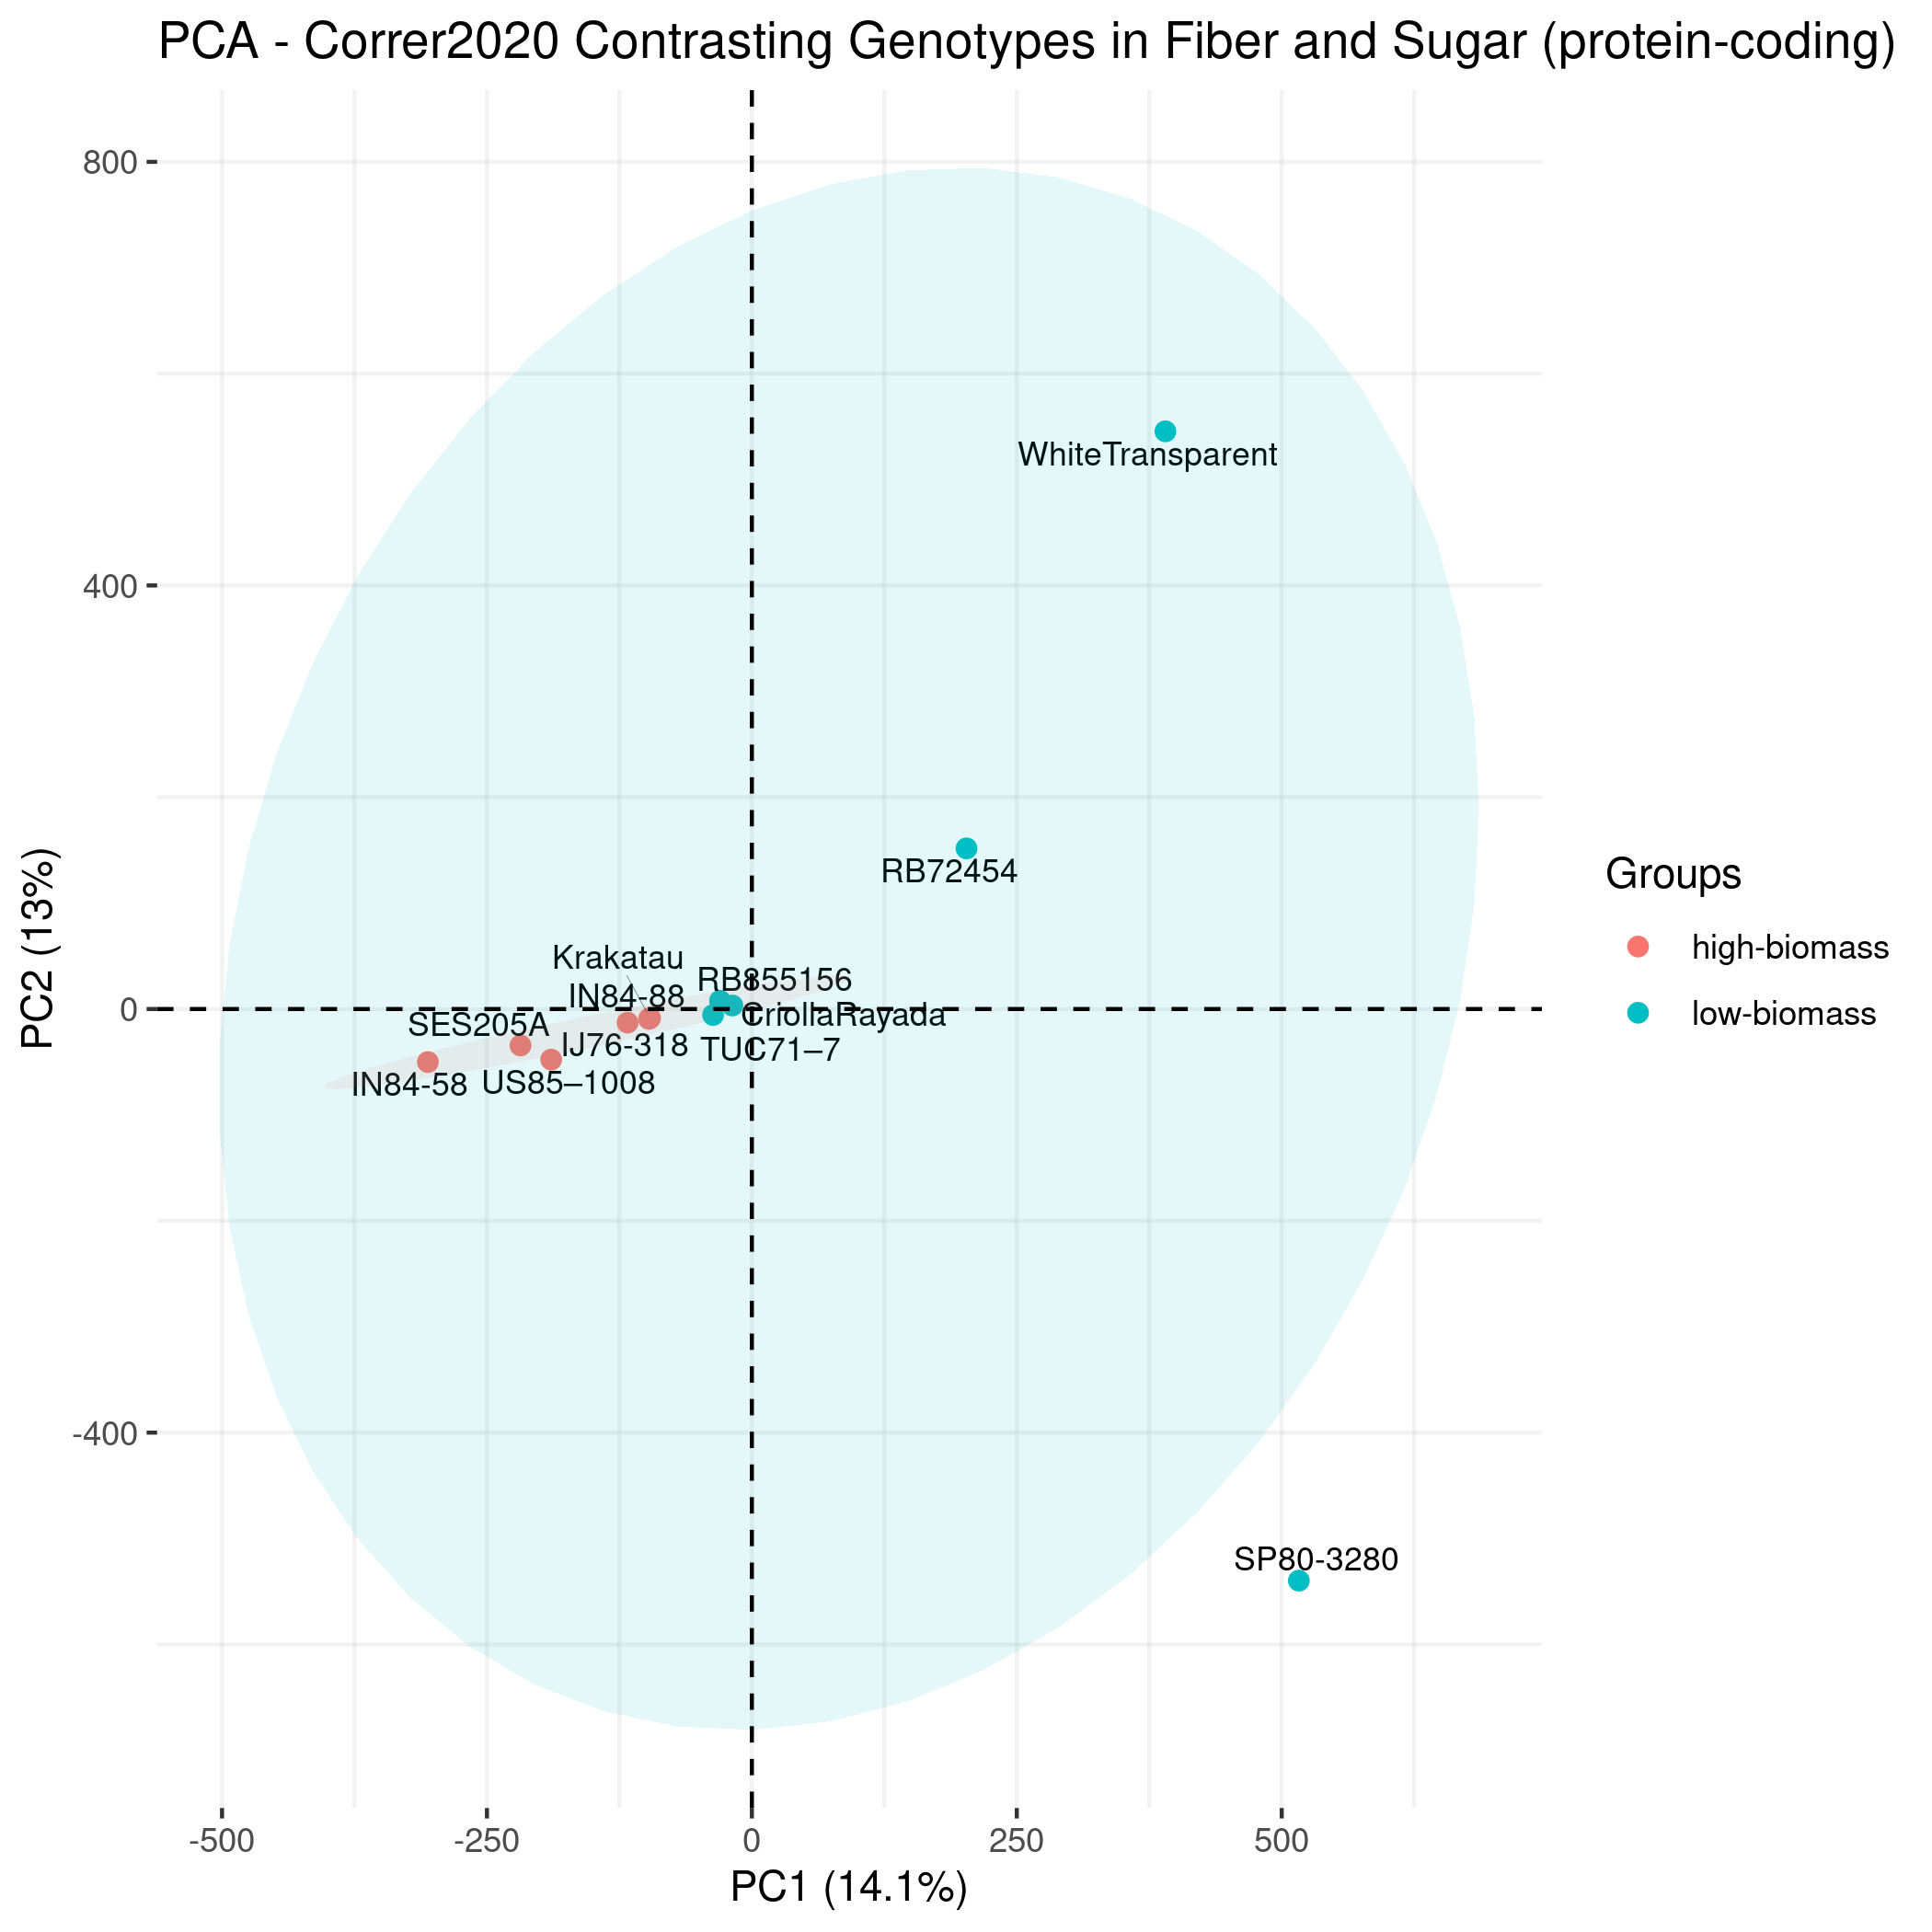 PCA - Correr2020 Contrasting Genotypes in Fiber and Sugar (protein-coding)
800
400
0
-400
PC2 (13%)
WhiteTransparent
RB72454
Krakatau
RB855156
IN84-88
CriollaRayada
SES205A
IJ76-318
TUC71–7
IN84-58
US85–1008
SP80-3280
-500
-250
0
250
500
PC1 (14.1%)
Groups
high-biomass
low-biomass